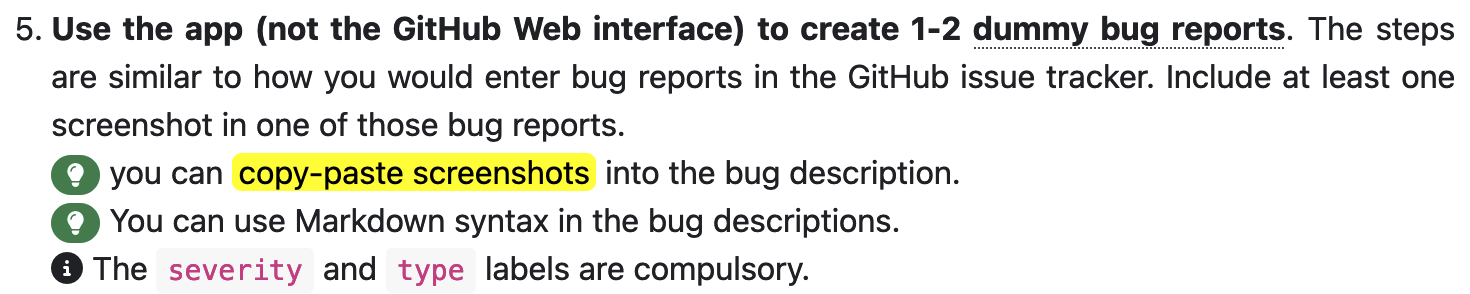 5. Use the app (not the GitHub Web interface) to create 1-2 dummy bug reports. The steps
are similar to how you would enter bug reports in the GitHub issue tracker. Include at least one
screenshot in one of those bug reports.
you can copy-paste screenshots into the bug description.
You can use Markdown syntax in the bug descriptions.
The severity and type labels are compulsory.